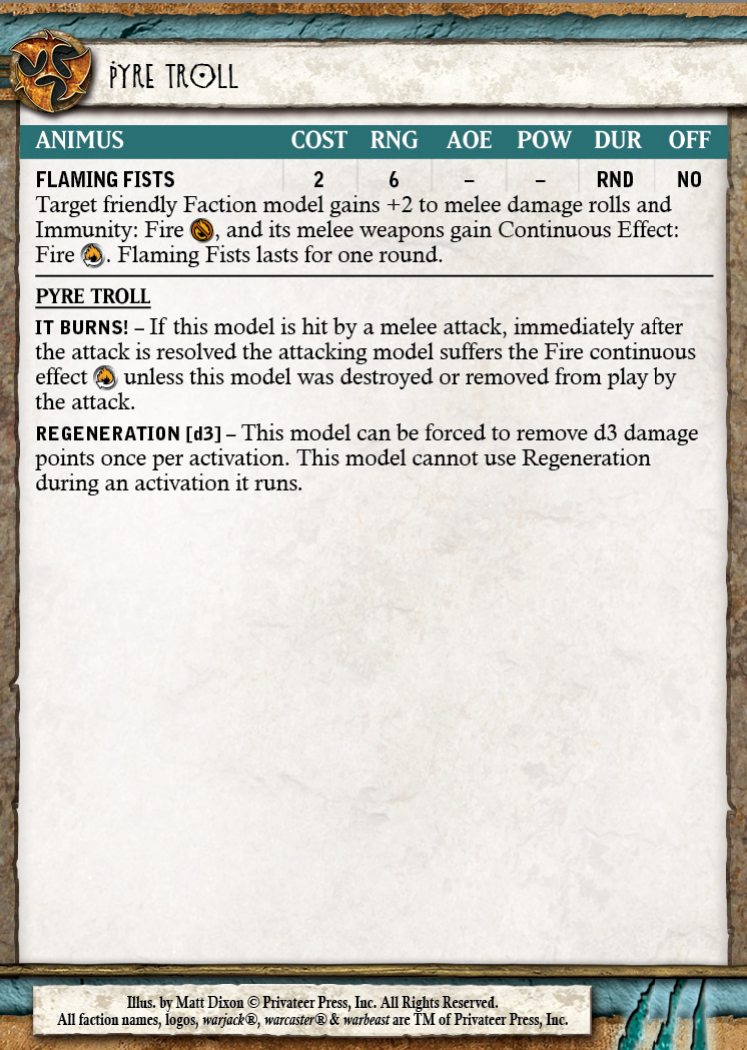 PYRE TROLL
ANIMUS COST RNG AOE POW DUR OFF
FLAMING FISTS 2 6 – – RND NO
Target friendly Faction model gains +2 to melee damage rolls and
Immunity: Fire , and its melee weapons gain Continuous Effect:
Fire . Flaming Fists lasts for one round.
PYRE TROLL
IT BURNS! – If this model is hit by a melee attack, immediately after
the attack is resolved the attacking model suffers the Fire continuous
effect unless this model was destroyed or removed from play by
the attack.
REGENERATION [d3] – This model can be forced to remove d3 damage
points once per activation. This model cannot use Regeneration
during an activation it runs.
Illus. by Matt Dixon © Privateer Press, Inc. All Rights Reserved.
All faction names, logos, warjack®, warcaster® & warbeast are TM of Privateer Press, Inc.